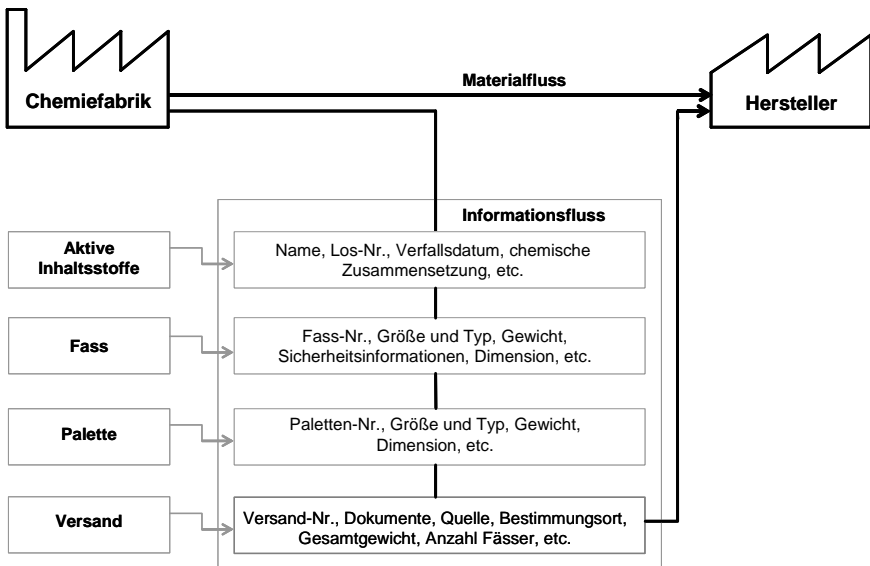 Materialfluss
Chemiefabrik
Hersteller
Informationsfluss
Aktive
Inhaltsstoffe
Name, Los-Nr., Verfallsdatum, chemische
Zusammensetzung, etc.
Fass
Fass-Nr., Größe und Typ, Gewicht,
Sicherheitsinformationen, Dimension, etc.
Palette
Paletten-Nr., Größe und Typ, Gewicht,
Dimension, etc.
Versand
Versand-Nr., Dokumente, Quelle, Bestimmungsort,
Gesamtgewicht, Anzahl Fässer, etc.